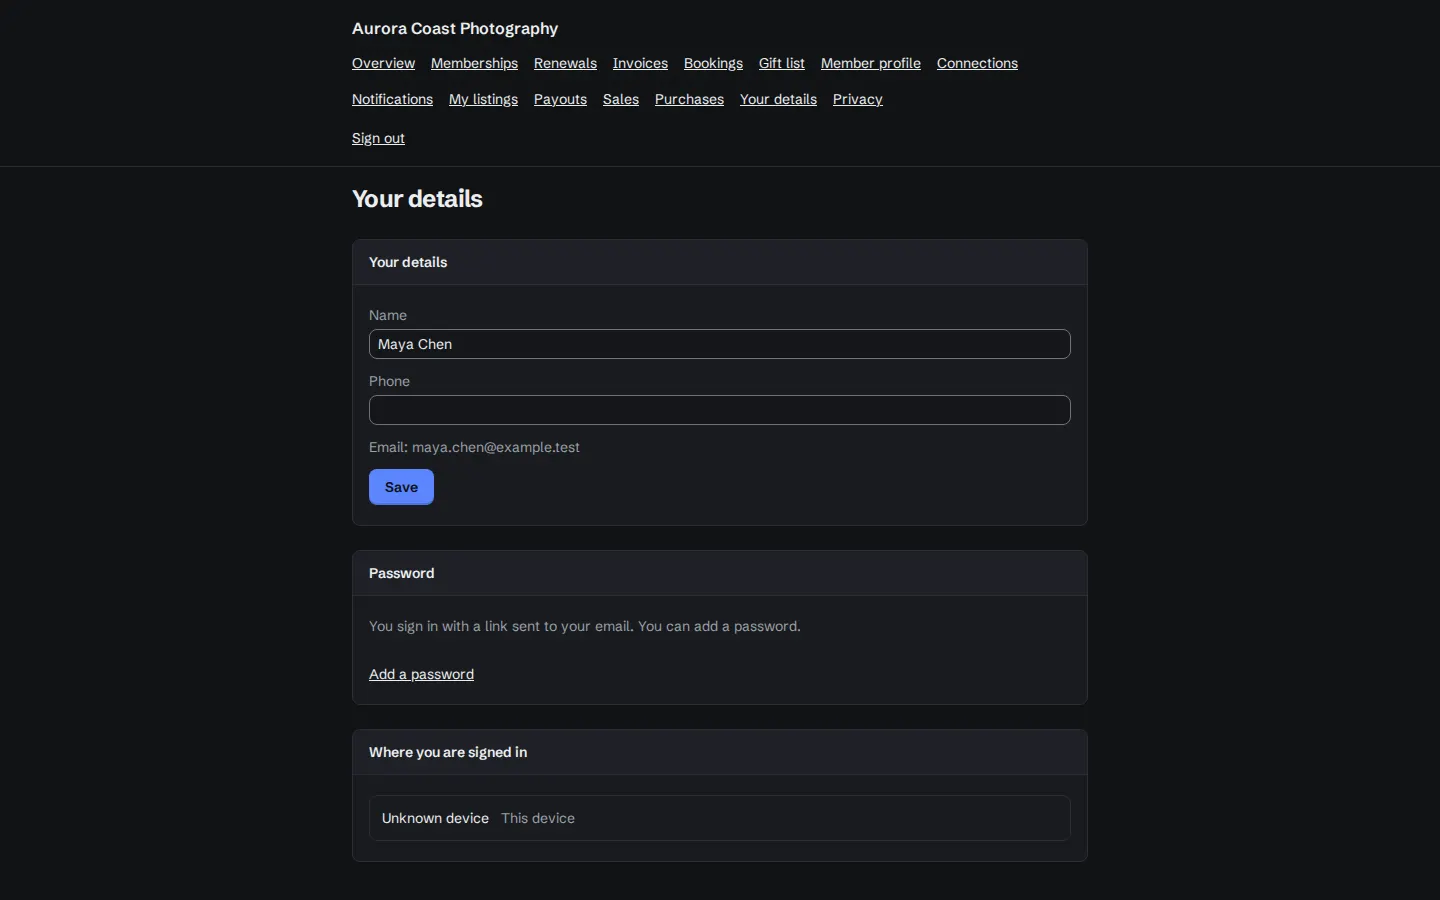 Aurora Coast Photography
Overview Memberships Renewals Invoices Bookings Gift list Member profile Connections
Notifications My listings Payouts Sales Purchases Your details Privacy
Sign out
Your details
Your details
Name
Maya Chen
Phone
Email: maya.chen@example.test
Save
Password
You sign in with a link sent to your email. You can add a password.
Add a password
Where you are signed in
Unknown device This device